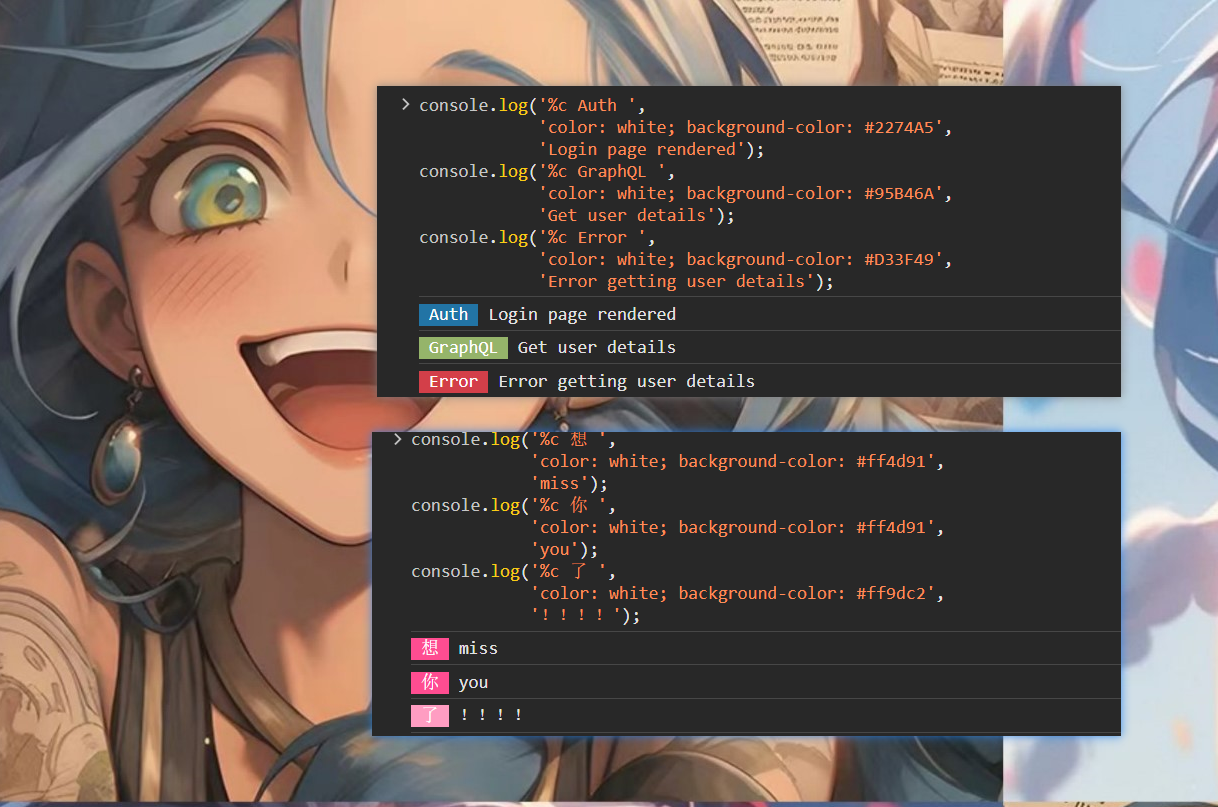 console.log('%c Auth ',
'color: white; background-color: #2274A5',
'Login page rendered');
console.log('%c GraphQL ',
'color: white; background-color: #95B46A',
'Get user details');
console.log('%c Error ',
'color: white; background-color: #D33F49',
'Error getting user details');
Auth Login page rendered
GraphQL Get user details
Error Error getting user details
console.log('%c 想 ',
'color: white; background-color: #ff4d91',
'miss');
console.log('%c 你 ',
'color: white; background-color: #ff4d91',
'you');
console.log('%c 了 ',
'color: white; background-color: #ff9dc2',
'！！！！');
想 miss
你 you
了 ！！！！